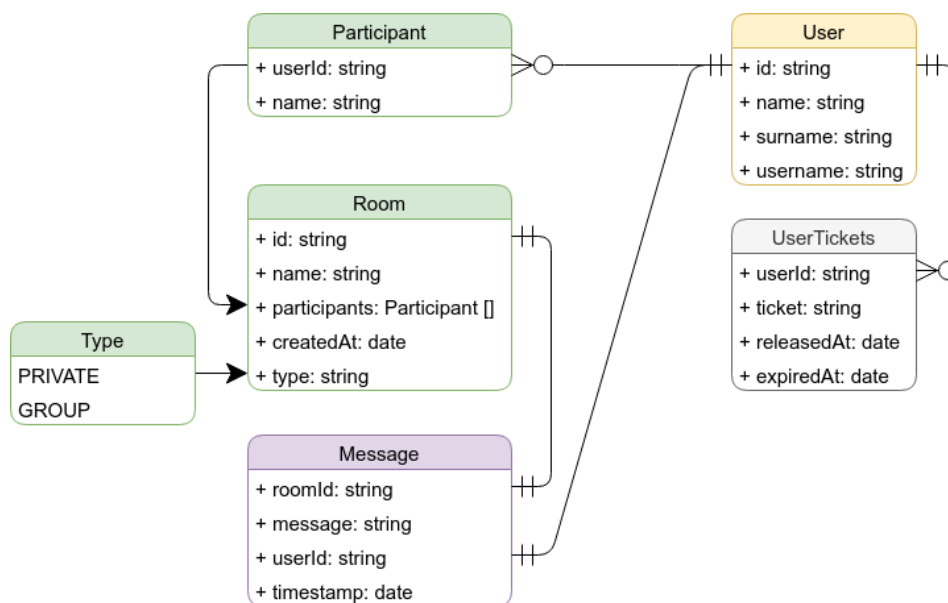 Participant
+ userId: string
+ name: string
User
+ id: string
+ name: string
+ surname: string
+ username: string
Room
+ id: string
+ name: string
+ participants: Participant []
+ createdAt: date
+ type: string
UserTickets
+ userId: string
+ ticket: string
+ releasedAt: date
+ expiredAt: date
Type
PRIVATE
GROUP
Message
+ roomId: string
+ message: string
+ userId: string
+ timestamp: date